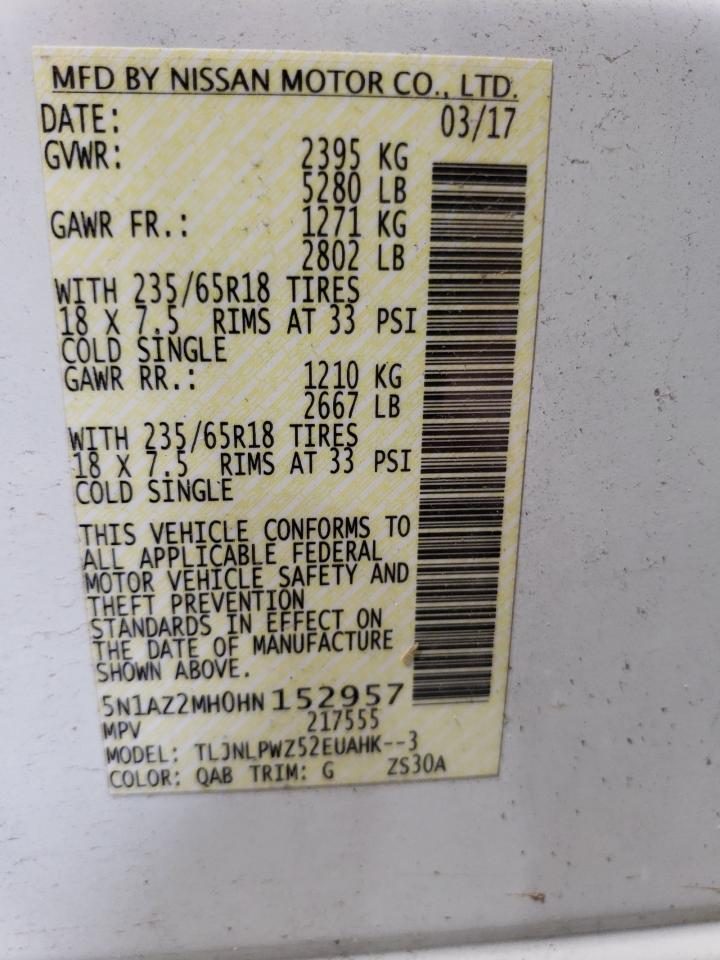 MFD BY NISSAN MOTOR CO., LTD.
DATE: 03/17
GVWR: 2395 KG
5280 LB
GAWR FR.: 1271 KG
2802 LB
WITH 235/65R18 TIRES
18 X 7.5 RIMS AT 33 PSI
COLD SINGLE
GAWR RR.: 1210 KG
2667 LB
WITH 235/65R18 TIRES
18 X 7.5 RIMS AT 33 PSI
COLD SINGLE
THIS VEHICLE CONFORMS TO
ALL APPLICABLE FEDERAL
MOTOR VEHICLE SAFETY AND
THEFT PREVENTION
STANDARDS IN EFFECT ON
THE DATE OF MANUFACTURE
SHOWN ABOVE.
5N1AZ2MH0HN152957
MPV 217555
MODEL: TLJNLPWZ52EUAHK--3
COLOR: QAB TRIM: G ZS30A